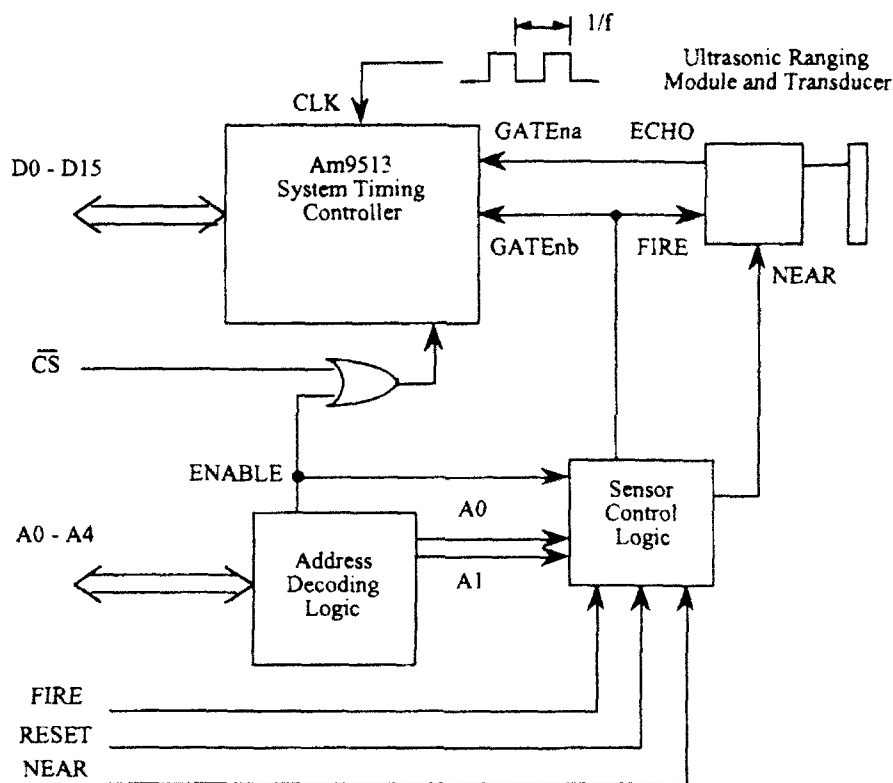 1/f
Ultrasonic Ranging
Module and Transducer
CLK
GATEna
ECHO
D0 - D15
Am9513
System Timing
Controller
GATEnb
FIRE
NEAR
CS
ENABLE
A0
Sensor
Control
Logic
A0 - A4
Address
Decoding
Logic
A1
FIRE
RESET
NEAR